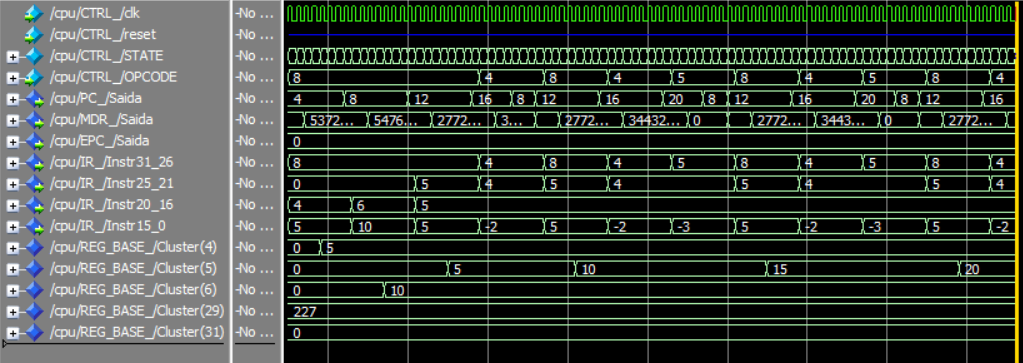 /cpu/CTRL_/clk -No ...
/cpu/CTRL_/reset -No ...
/cpu/CTRL_/STATE -No ...
/cpu/CTRL_/OPCODE -No ... 8 4 8 4 5 8 4 5 8 4
/cpu/PC_/Saida -No ... 4 8 12 16 8 12 16 20 8 12 16 20 8 12 16
/cpu/MDR_/Saida -No ... 5372... 5476... 2772... 3... 2772... 34432... 0 2772... 3443... 0 2772...
/cpu/EPC_/Saida -No ... 0
/cpu/IR_/Instr31_26 -No ... 8 4 8 4 5 8 4 5 8 4
/cpu/IR_/Instr25_21 -No ... 0 5 4 5 4 5 4 5 4
/cpu/IR_/Instr20_16 -No ... 4 6 5
/cpu/IR_/Instr15_0 -No ... 5 10 5 -2 5 -2 -3 5 -2 -3 5 -2
/cpu/REG_BASE_/Cluster(4) -No ... 0 5
/cpu/REG_BASE_/Cluster(5) -No ... 0 5 10 15 20
/cpu/REG_BASE_/Cluster(6) -No ... 0 10
/cpu/REG_BASE_/Cluster(29) -No ... 227
/cpu/REG_BASE_/Cluster(31) -No ... 0